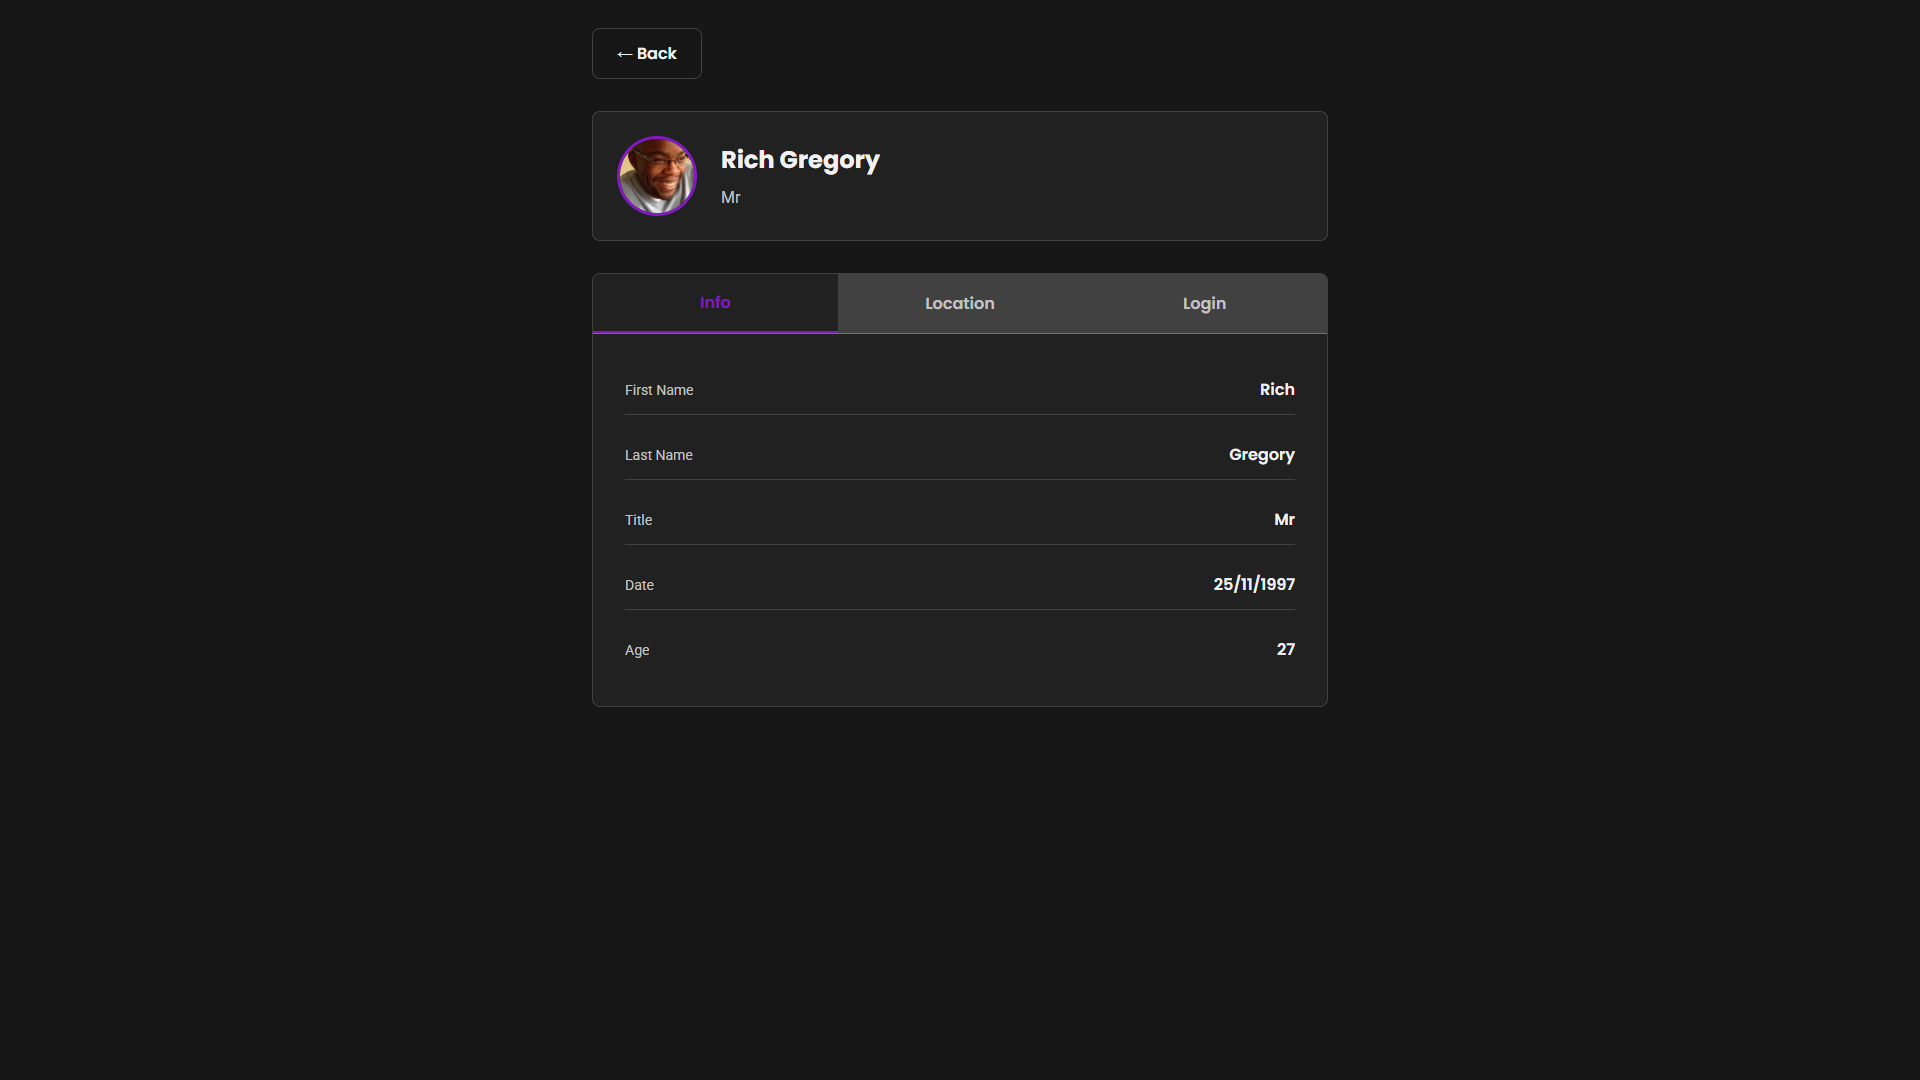 ← Back
Rich Gregory
Mr
Info Location Login
First Name Rich
Last Name Gregory
Title Mr
Date 25/11/1997
Age 27